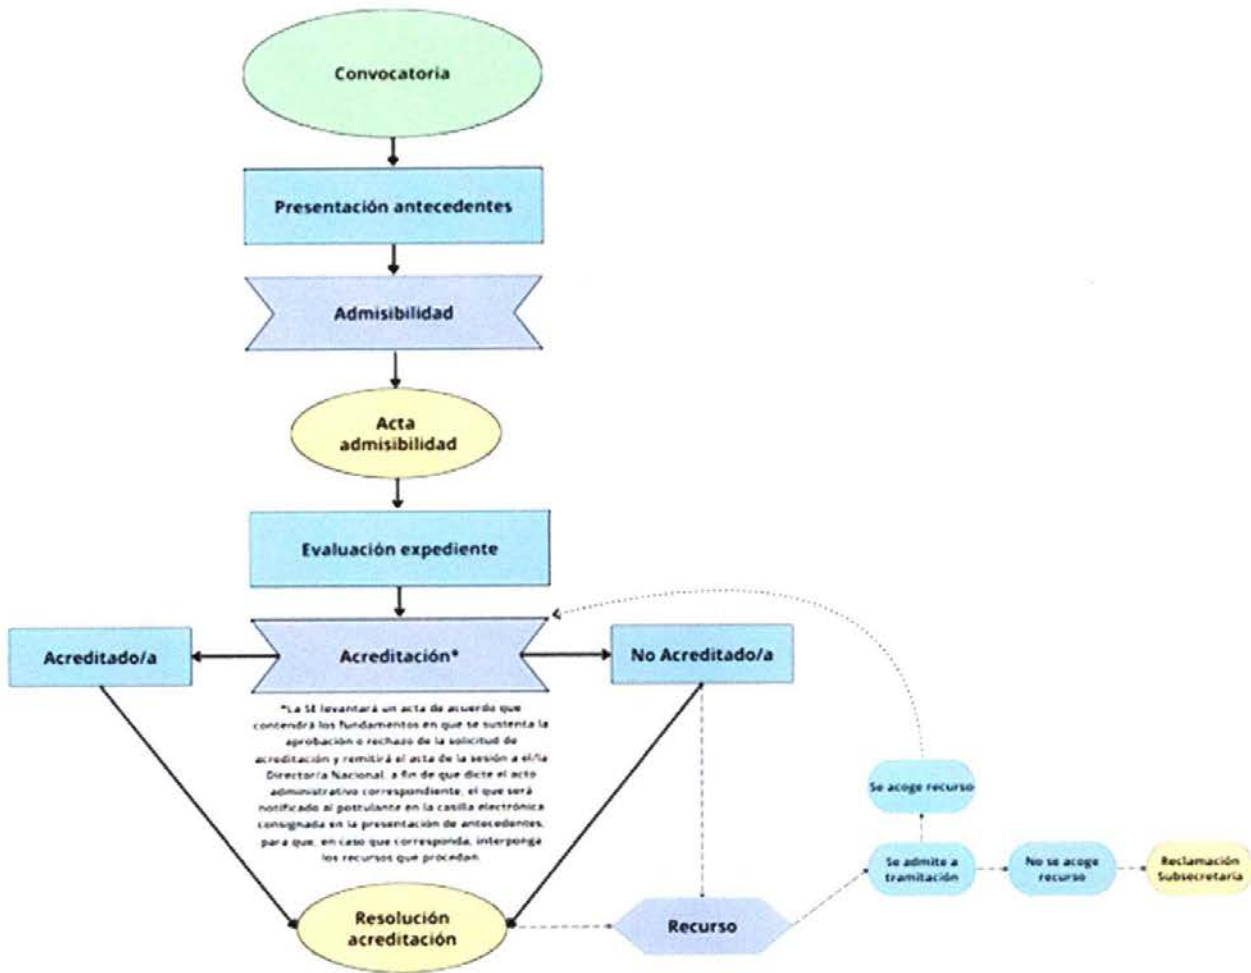 Convocatoria
Presentación antecedentes
Admisibilidad
Acta
admisibilidad
Evaluación expediente
Acreditado/a
Acreditación*
No Acreditado/a
*La SE levantará un acta de acuerdo que
contendrá los fundamentos en que se sustenta la
aprobación o rechazo de la solicitud de
acreditación y remitirá el acta de la sesión a el/la
Director/a Nacional, a fin de que dicte el acto
administrativo correspondiente, el que será
notificado al postulante en la casilla electrónica
consignada en la presentación de antecedentes,
para que, en caso que corresponda, interponga
los recursos que procedan.
Se acoge recurso
Se admite a
tramitación
No se acoge
recurso
Reclamación
Subsecretaría
Resolución
acreditación
Recurso